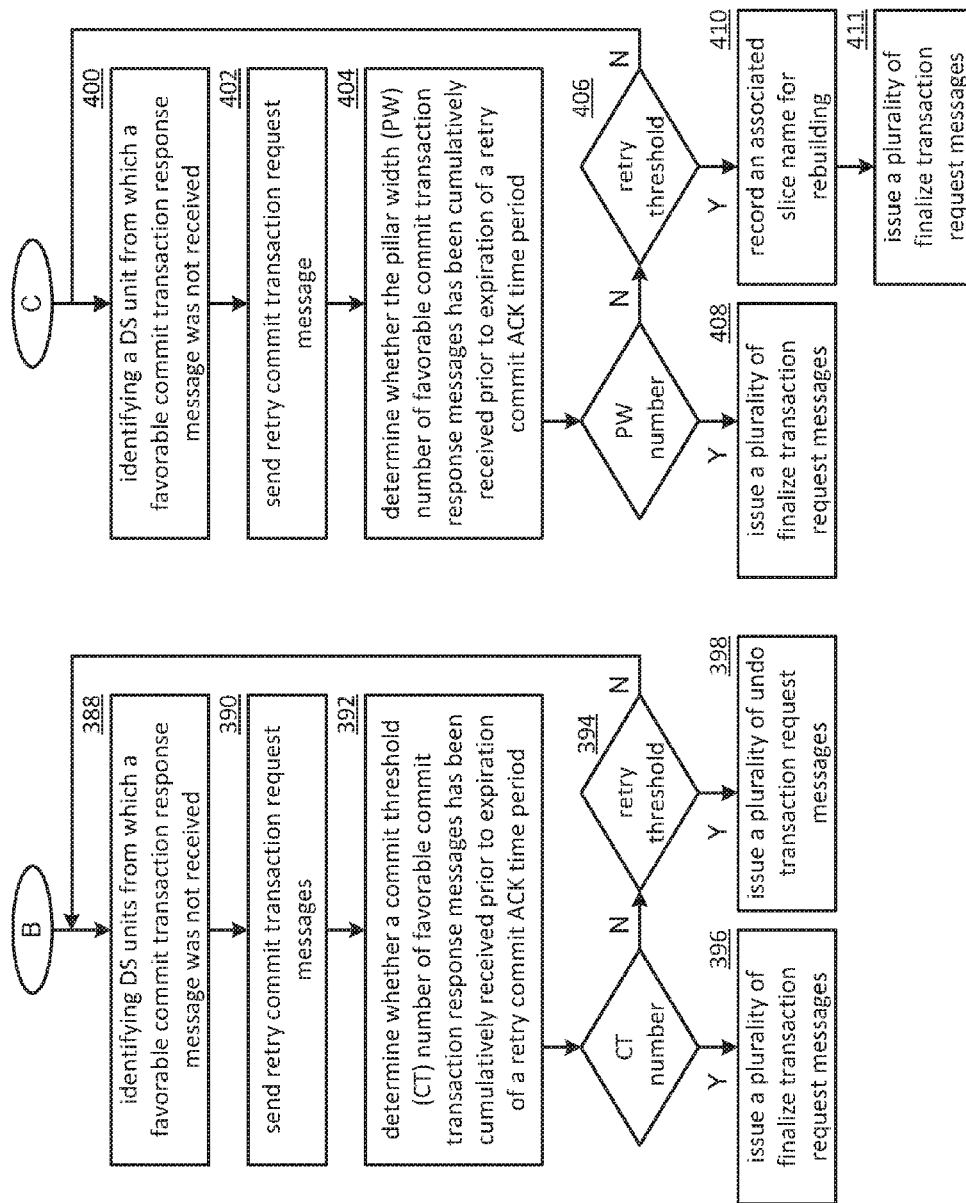 B
388
identifying DS units from which a
favorable commit transaction response
message was not received
390
send retry commit transaction request
messages
392
determine whether a commit threshold
(CT) number of favorable commit
transaction response messages has been
cumulatively received prior to expiration
of a retry commit ACK time period
CT
number
N
Y
394
retry
threshold
N
Y
396
issue a plurality of
finalize transaction
request messages
398
issue a plurality of undo
transaction request
messages
C
400
identifying a DS unit from which a
favorable commit transaction response
message was not received
402
send retry commit transaction request
message
404
determine whether the pillar width (PW)
number of favorable commit transaction
response messages has been cumulatively
received prior to expiration of a retry
commit ACK time period
PW
number
N
Y
406
retry
threshold
N
Y
408
issue a plurality of
finalize transaction
request messages
410
record an associated
slice name for
rebuilding
411
issue a plurality of
finalize transaction
request messages